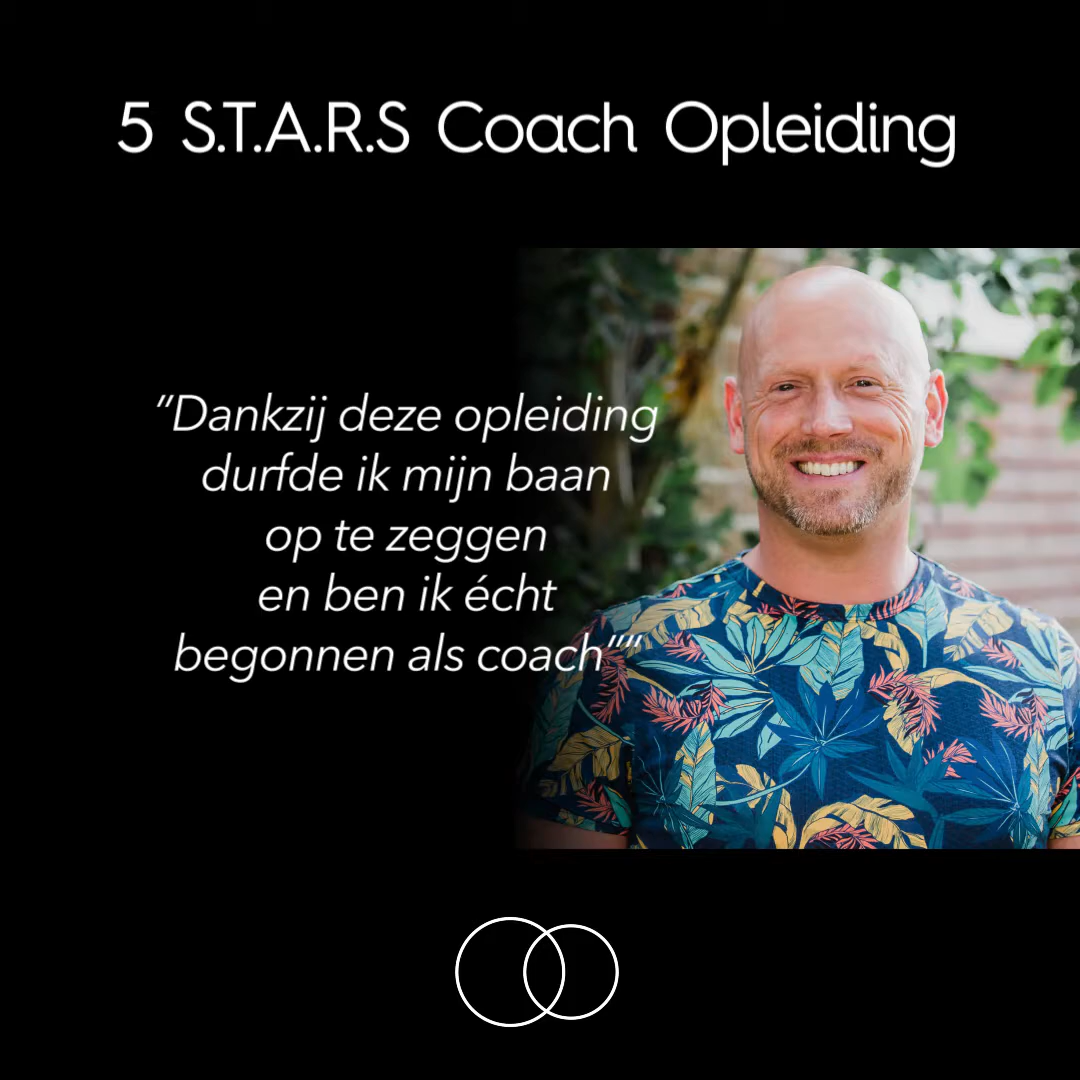 5 S.T.A.R.S Coach Opleiding
"Dankzij deze opleiding
durfde ik mijn baan
op te zeggen
en ben ik écht
begonnen als coach""